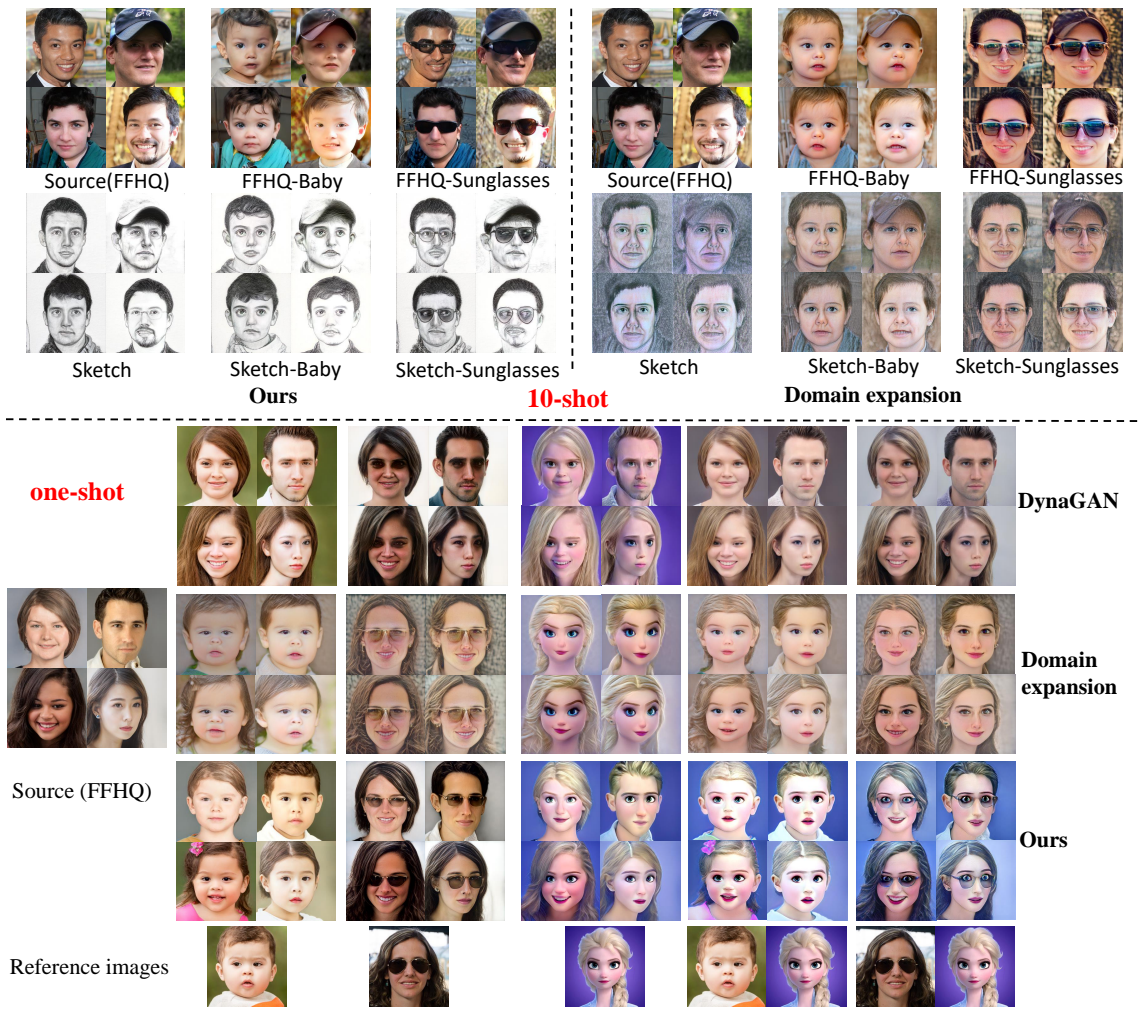 Source(FFHQ)
FFHQ-Baby
FFHQ-Sunglasses
Source(FFHQ)
FFHQ-Baby
FFHQ-Sunglasses
Sketch
Sketch-Baby
Sketch-Sunglasses
Sketch
Sketch-Baby
Sketch-Sunglasses
Ours
10-shot
Domain expansion
one-shot
DynaGAN
Domain
expansion
Source (FFHQ)
Ours
Reference images